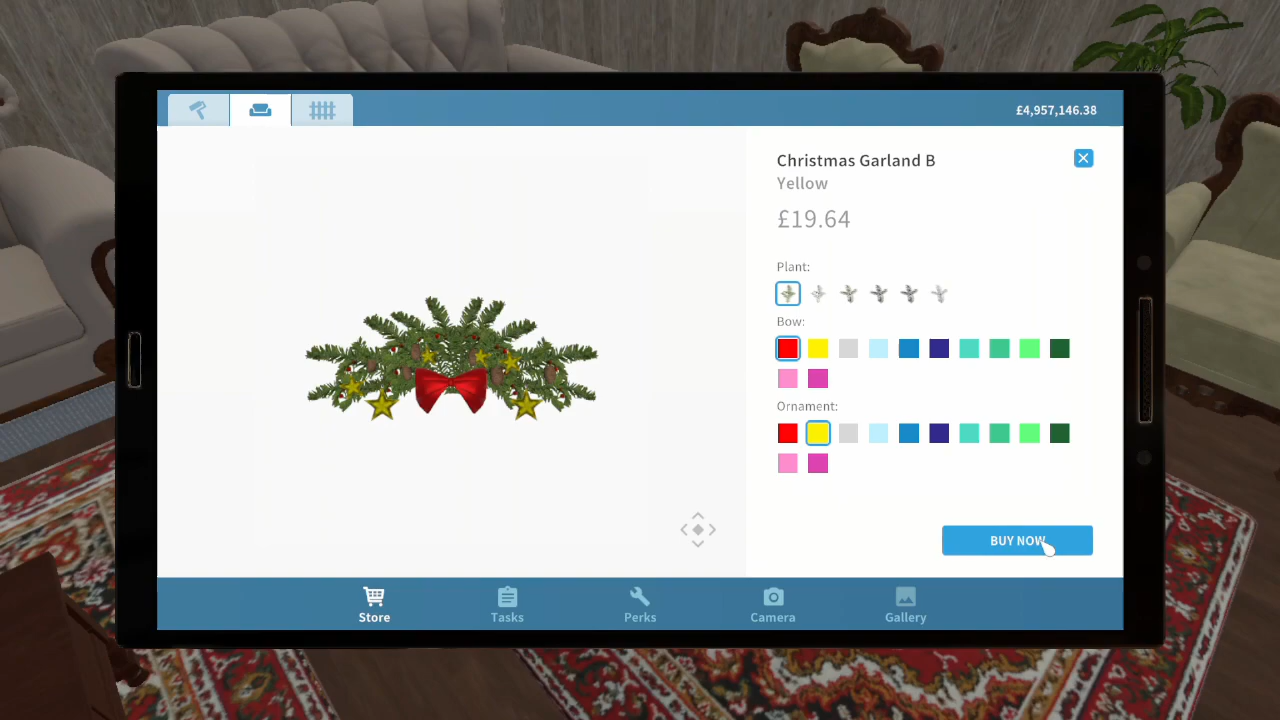 £4,957,146.38
Christmas Garland B
Yellow
£19.64
Plant:
Bow:
Ornament:
BUY NOW
Store
Tasks
Perks
Camera
Gallery